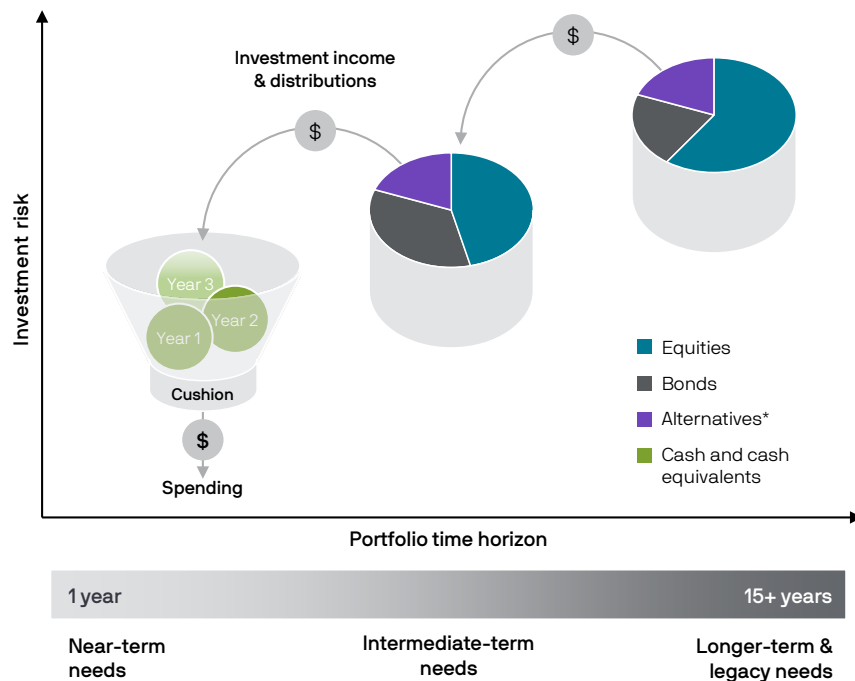 $
Investment income
& distributions
$
Investment risk
Year 3
Year 2
Year 1
Cushion
$
Spending
Equities
Bonds
Alternatives*
Cash and cash
equivalents
Portfolio time horizon
1 year
15+ years
Near-term
needs
Intermediate-term
needs
Longer-term &
legacy needs